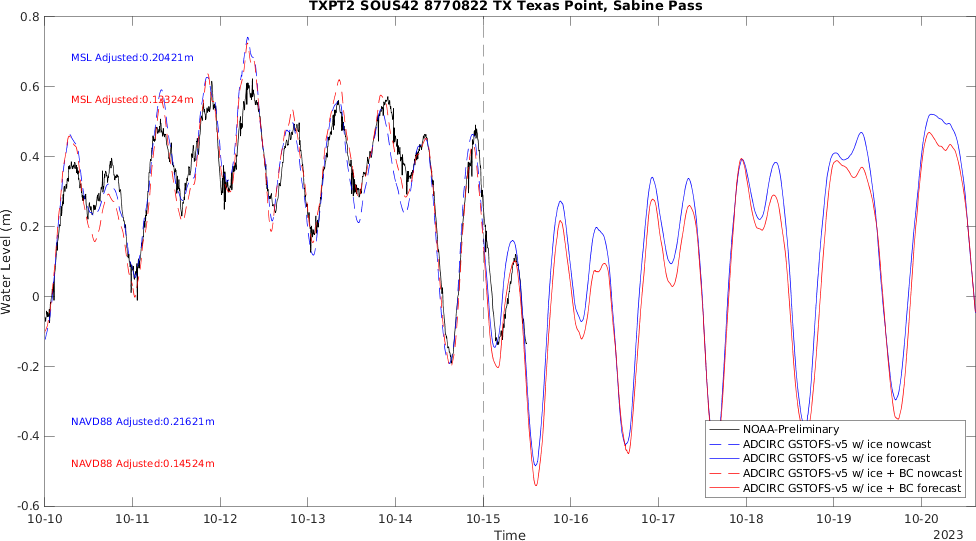 TXPT2 SOUS42 8770822 TX Texas Point, Sabine Pass
0.8
0.6
0.4
0.2
0
-0.2
-0.4
-0.6
Water Level (m)
MSL Adjusted:0.20421m
MSL Adjusted:0.13324m
NAVD88 Adjusted:0.21621m
NAVD88 Adjusted:0.14524m
NOAA-Preliminary
ADCIRC GSTOFS-v5 w/ ice nowcast
ADCIRC GSTOFS-v5 w/ ice forecast
ADCIRC GSTOFS-v5 w/ ice + BC nowcast
ADCIRC GSTOFS-v5 w/ ice + BC forecast
10-10 10-11 10-12 10-13 10-14 10-15 10-16 10-17 10-18 10-19 10-20
Time
2023